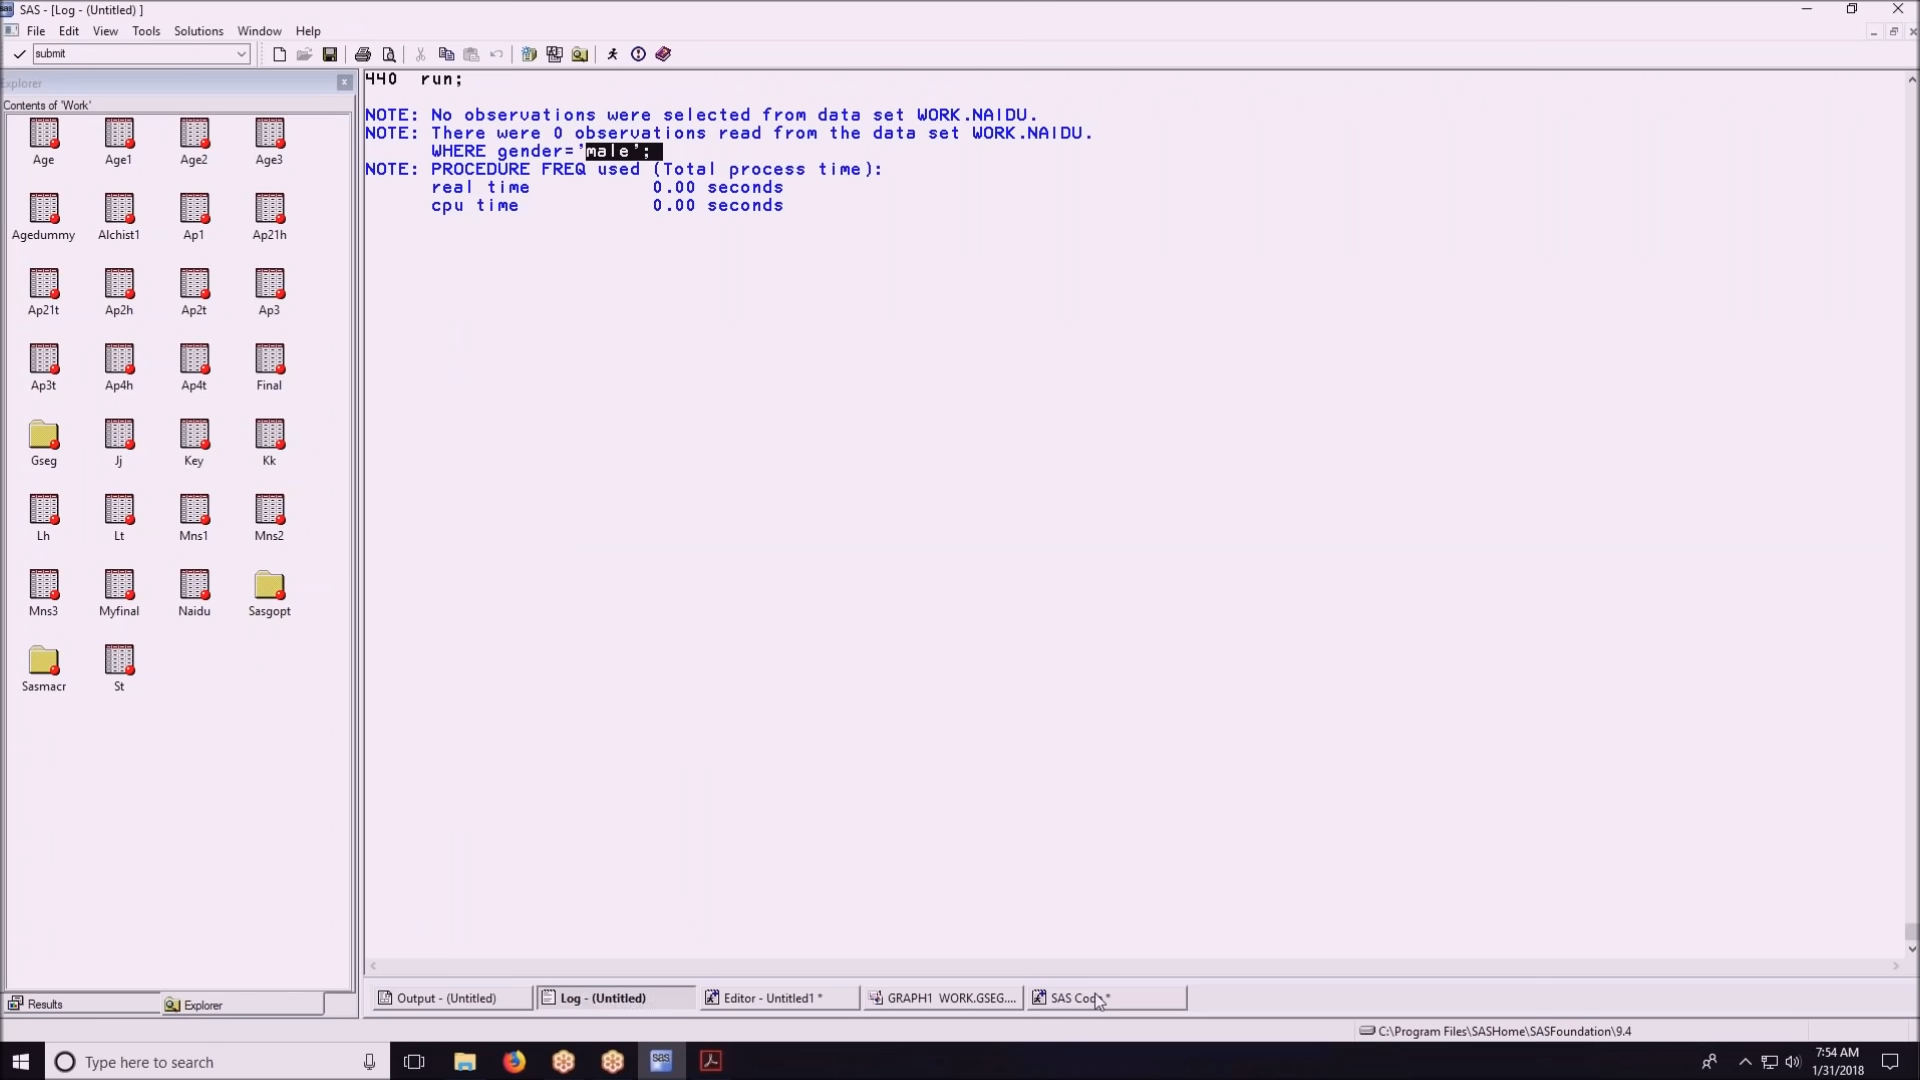 SAS - [Log - (Untitled) ]
File Edit View Tools Solutions Window Help
submit
Explorer
Contents of 'Work'
Age Age1 Age2 Age3
Agedummy Alchist1 Ap1 Ap21h
Ap21t Ap2h Ap2t Ap3
Ap3t Ap4h Ap4t Final
Gseg Jj Key Kk
Lh Lt Mns1 Mns2
Mns3 Myfinal Naidu Sasgopt
Sasmacr St
440 run;
NOTE: No observations were selected from data set WORK.NAIDU.
NOTE: There were 0 observations read from the data set WORK.NAIDU.
WHERE gender='male';
NOTE: PROCEDURE FREQ used (Total process time):
real time 0.00 seconds
cpu time 0.00 seconds
Results Explorer
Output - (Untitled) Log - (Untitled) Editor - Untitled1 * GRAPH1 WORK.GSEG.... SAS
C:\Program Files\SASHome\SASFoundation\9.4
Type here to search
sas
7:54 AM
1/31/2018